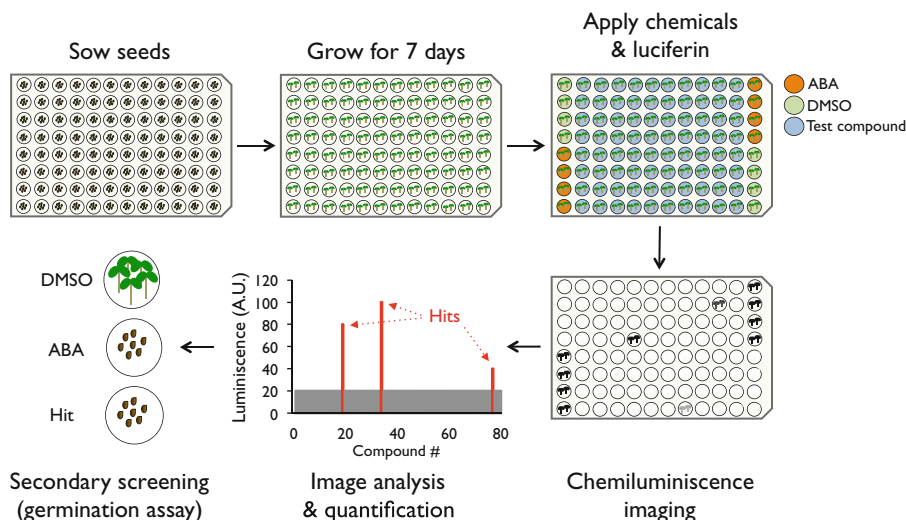 Sow seeds
Grow for 7 days
Apply chemicals
& luciferin
ABA
DMSO
Test compound
DMSO
ABA
Hit
Luminiscence (A.U.)
120
100
80
60
40
20
0
Hits
0
20
40
60
80
Compound #
Secondary screening
(germination assay)
Image analysis
& quantification
Chemiluminiscence
imaging